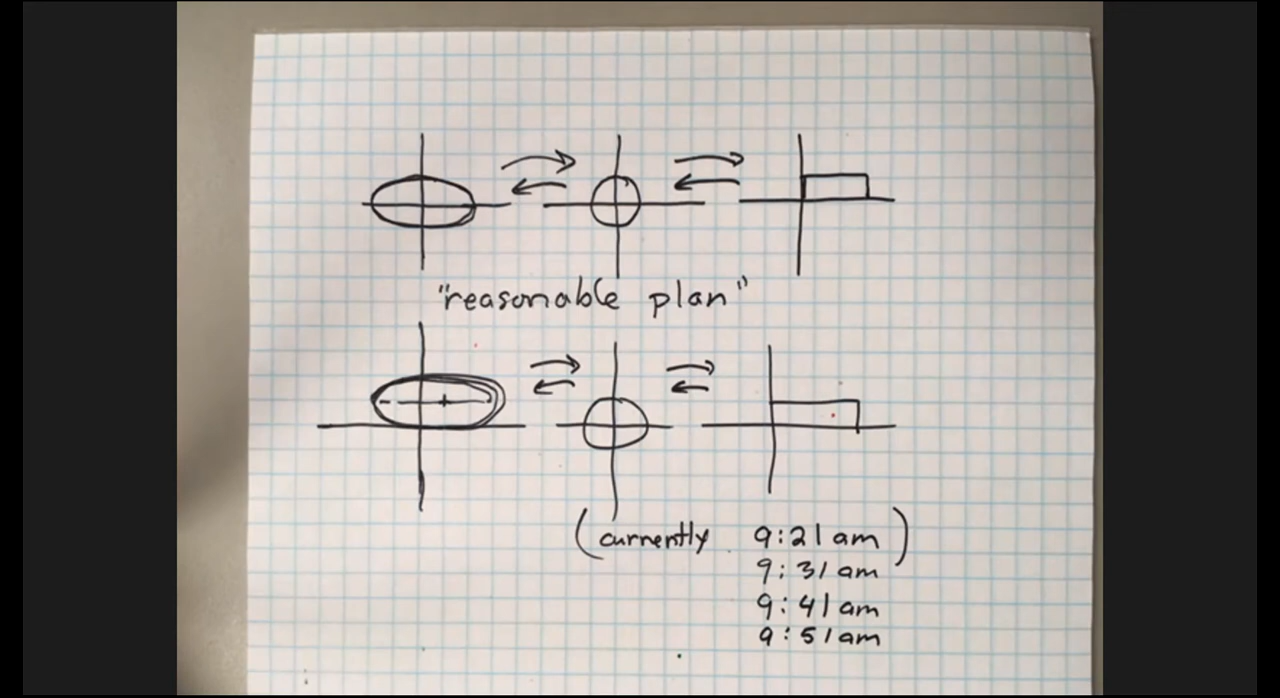 "reasonable plan"
(currently 9:21 am)
9:31 am
9:41 am
9:51 am